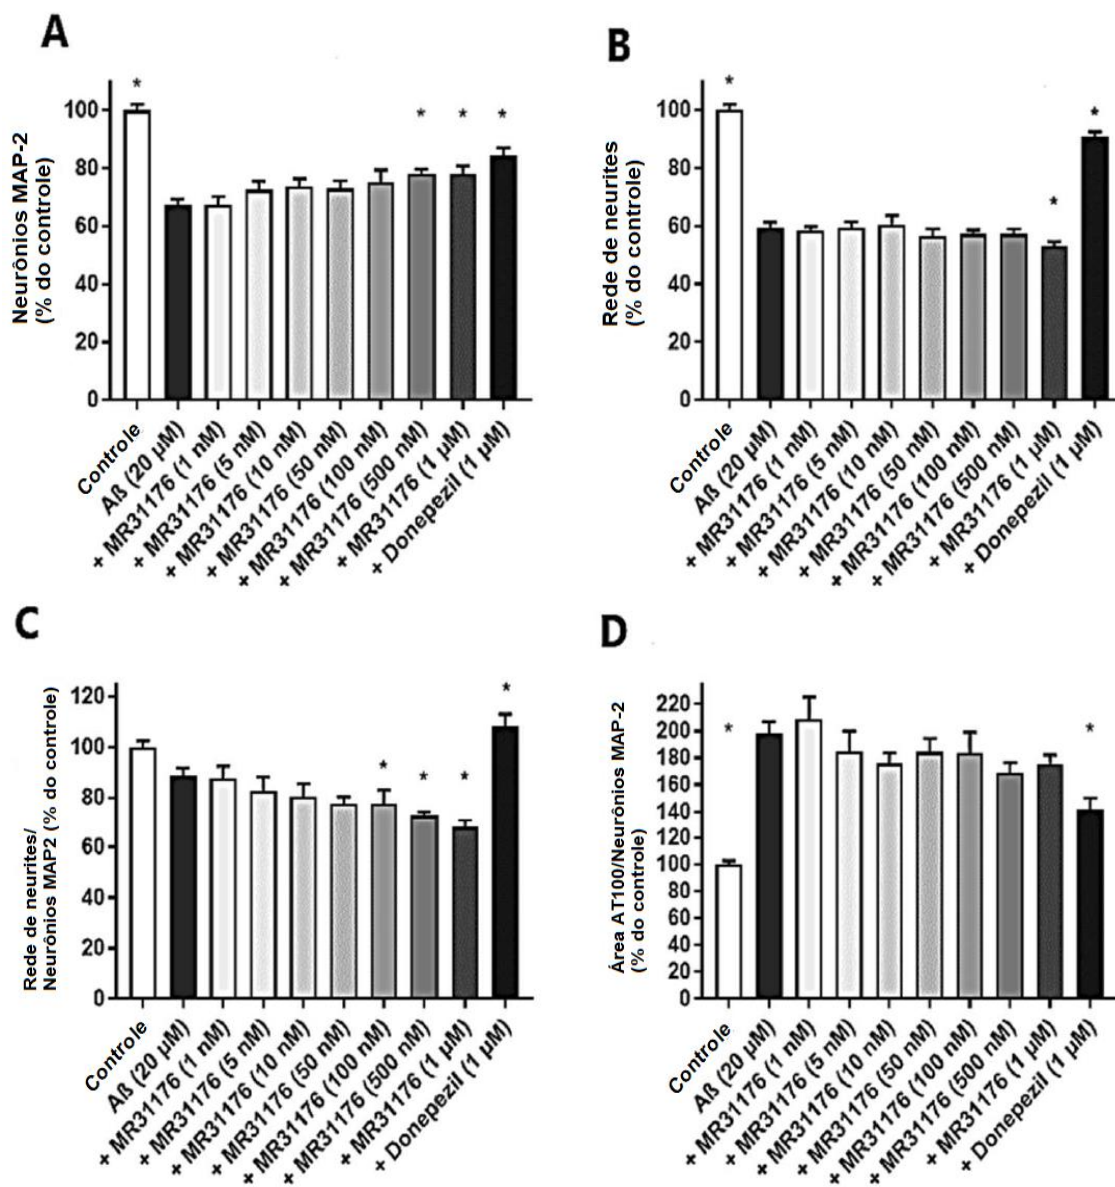 A
Neurônios MAP-2
(% do controle)
*
*
*
*
100
80
60
40
20
0
Controle
Aß (20 µM)
+ MR31176 (1 nM)
+ MR31176 (5 nM)
+ MR31176 (10 nM)
+ MR31176 (50 nM)
+ MR31176 (100 nM)
+ MR31176 (500 nM)
+ MR31176 (1 µM)
+ Donepezil (1 µM)
B
Rede de neurites
(% do controle)
*
*
*
100
80
60
40
20
0
Controle
Aß (20 µM)
+ MR31176 (1 nM)
+ MR31176 (5 nM)
+ MR31176 (10 nM)
+ MR31176 (50 nM)
+ MR31176 (100 nM)
+ MR31176 (500 nM)
+ MR31176 (1 µM)
+ Donepezil (1 µM)
C
Rede de neurites/
Neurônios MAP2 (% do controle)
*
*
*
*
120
100
80
60
40
20
0
Controle
Aß (20 µM)
+ MR31176 (1 nM)
+ MR31176 (5 nM)
+ MR31176 (10 nM)
+ MR31176 (50 nM)
+ MR31176 (100 nM)
+ MR31176 (500 nM)
+ MR31176 (1 µM)
+ Donepezil (1 µM)
D
Área AT100/Neurônios MAP-2
(% do controle)
*
*
220
200
180
160
140
120
100
80
60
40
20
0
Controle
Aß (20 µM)
+ MR31176 (1 nM)
+ MR31176 (5 nM)
+ MR31176 (10 nM)
+ MR31176 (50 nM)
+ MR31176 (100 nM)
+ MR31176 (500 nM)
+ MR31176 (1 µM)
+ Donepezil (1 µM)